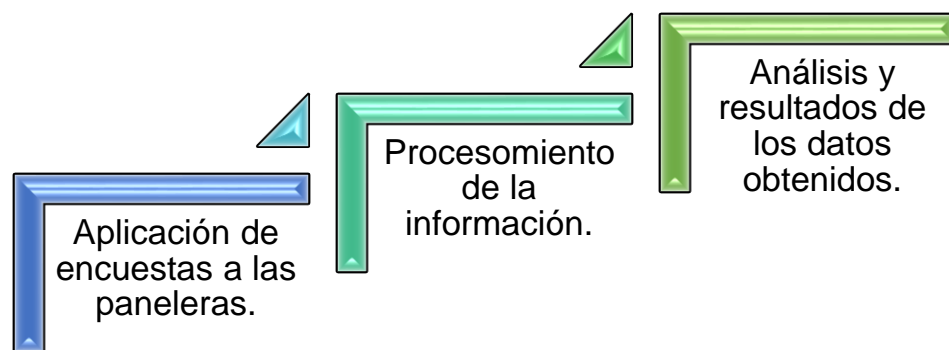 Aplicación de
encuestas a las
paneleras.
Procesomiento
de la
información.
Análisis y
resultados de
los datos
obtenidos.